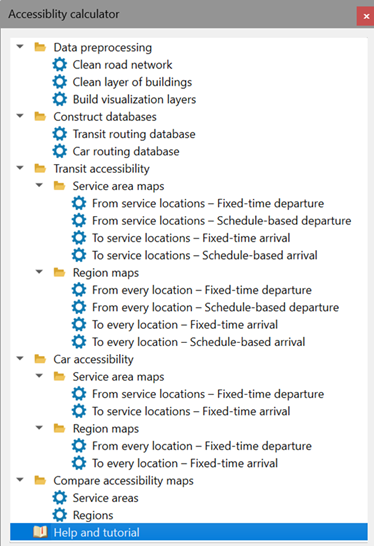 Accessiblity calculator
Data preprocessing
Clean road network
Clean layer of buildings
Build visualization layers
Construct databases
Transit routing database
Car routing database
Transit accessibility
Service area maps
From service locations – Fixed-time departure
From service locations – Schedule-based departure
To service locations – Fixed-time arrival
To service locations – Schedule-based arrival
Region maps
From every location – Fixed-time departure
From every location – Schedule-based departure
To every location – Fixed-time arrival
To every location – Schedule-based arrival
Car accessibility
Service area maps
From service locations – Fixed-time departure
To service locations – Fixed-time arrival
Region maps
From every location – Fixed-time departure
To every location – Fixed-time arrival
Compare accessibility maps
Service areas
Regions
Help and tutorial